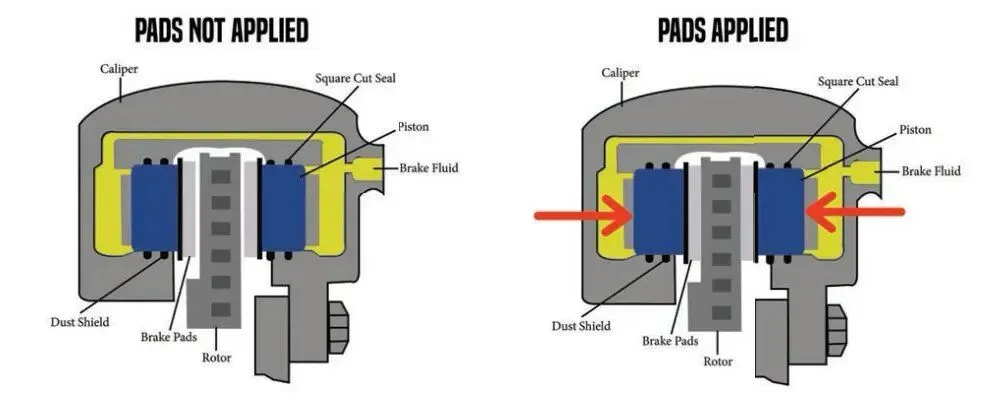 PADS NOT APPLIED
Caliper
Square Cut Seal
Piston
Brake Fluid
Dust Shield
Brake Pads
Rotor
PADS APPLIED
Caliper
Square Cut Seal
Piston
Brake Fluid
Dust Shield
Brake Pads
Rotor